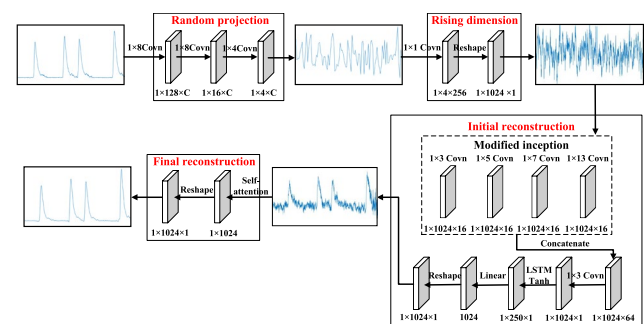 Random projection
1×8Covn
1×8Covn
1×4Covn
1×128×C
1×16×C
1×4×C
Rising dimension
1×1 Covn
Reshape
1×4×256
1×1024 ×1
Initial reconstruction
Modified inception
1×3 Covn
1×5 Covn
1×7 Covn
1×13 Covn
1×1024×16
1×1024×16
1×1024×16
1×1024×16
Concatenate
1×3 Covn
LSTM
Tanh
Linear
Reshape
1×1024×1
1024
1×250×1
1×1024×1
1×1024×64
Final reconstruction
Self-
attention
Reshape
1×1024×1
1×1024